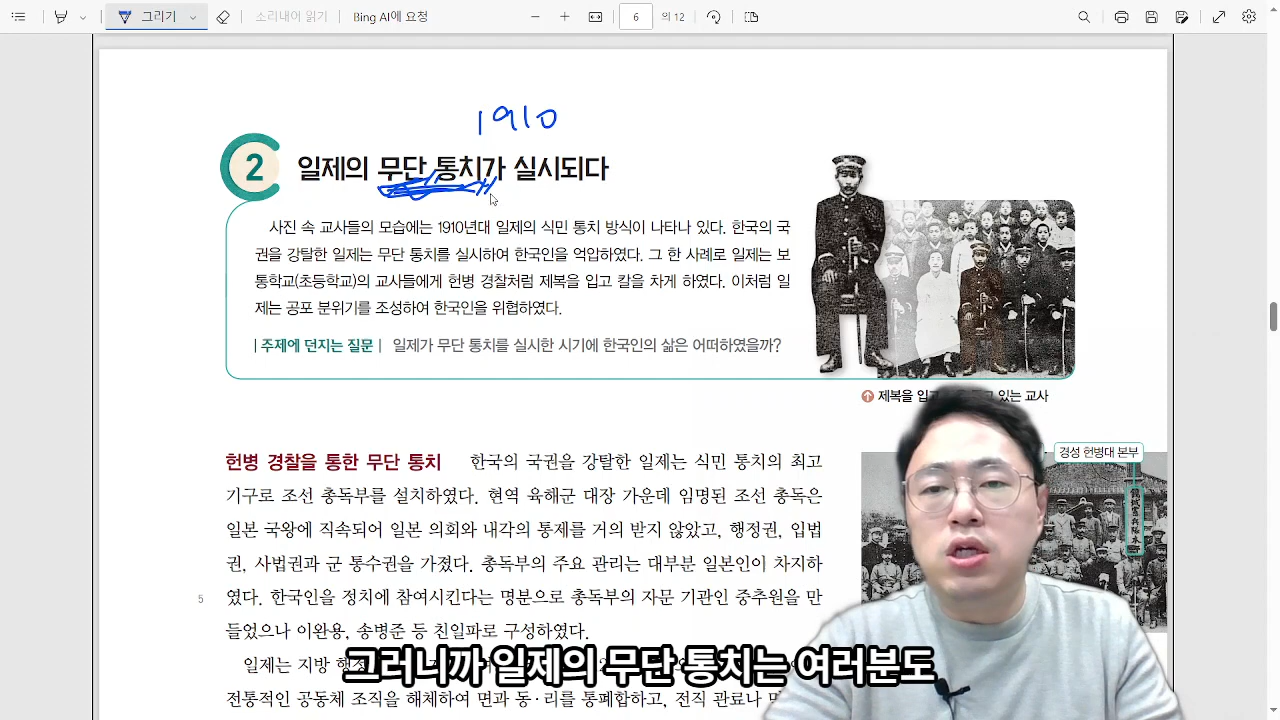 그리기
소리내어 읽기
Bing AI에 요청
6
의 12
1910
2 일제의 무단 통치가 실시되다
사진 속 교사들의 모습에는 1910년대 일제의 식민 통치 방식이 나타나 있다. 한국의 국
권을 강탈한 일제는 무단 통치를 실시하여 한국인을 억압하였다. 그 한 사례로 일제는 보
통학교(초등학교)의 교사들에게 헌병 경찰처럼 제복을 입고 칼을 차게 하였다. 이처럼 일
제는 공포 분위기를 조성하여 한국인을 위협하였다.
| 주제에 던지는 질문 | 일제가 무단 통치를 실시한 시기에 한국인의 삶은 어떠하였을까?
제복을 입고 있는 교사
경성 헌병대 본부
헌병 경찰을 통한 무단 통치 한국의 국권을 강탈한 일제는 식민 통치의 최고
기구로 조선 총독부를 설치하였다. 현역 육해군 대장 가운데 임명된 조선 총독은
일본 국왕에 직속되어 일본 의회와 내각의 통제를 거의 받지 않았고, 행정권, 입법
권, 사법권과 군 통수권을 가졌다. 총독부의 주요 관리는 대부분 일본인이 차지하
5 였다. 한국인을 정치에 참여시킨다는 명분으로 총독부의 자문 기관인 중추원을 만
들었으나 이완용, 송병준 등 친일파로 구성하였다.
일제는 지방
전통적인 공동체 조직을 해체하여 면과 동·리를 통폐합하고, 전직 관료나
그러니까 일제의 무단 통치는 여러분도